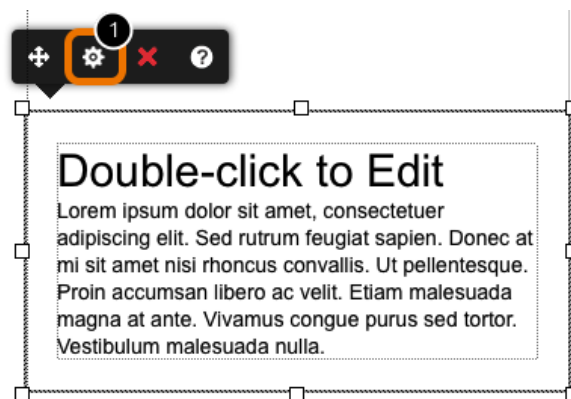 1
?
Double-click to Edit
Lorem ipsum dolor sit amet, consectetuer
adipiscing elit. Sed rutrum feugiat sapien. Donec at
mi sit amet nisi rhoncus convallis. Ut pellentesque.
Proin accumsan libero ac velit. Etiam malesuada
magna at ante. Vivamus congue purus sed tortor.
Vestibulum malesuada nulla.